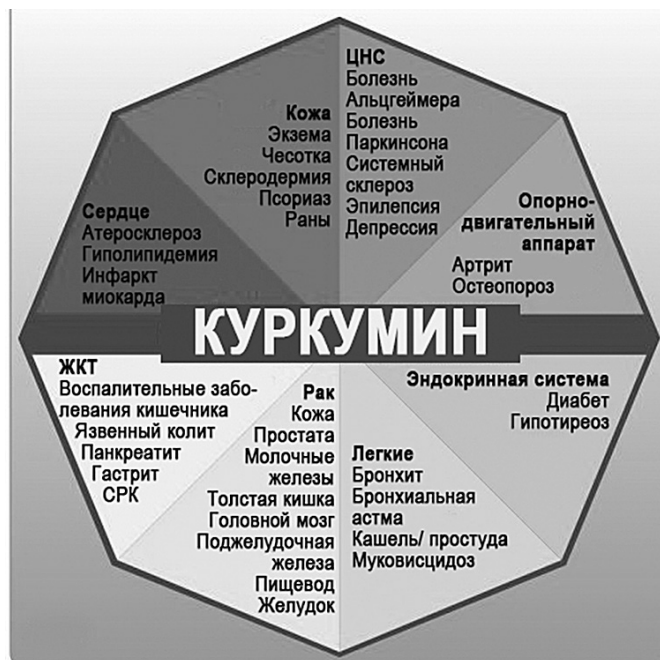 ЦНС
Болезнь
Альцгеймера
Болезнь
Паркинсона
Системный
склероз
Эпилепсия
Депрессия
Кожа
Экзема
Чесотка
Склеродермия
Псориаз
Раны
Опорно-
двигательный
аппарат
Артрит
Остеопороз
Сердце
Атеросклероз
Гиполипидемия
Инфаркт
миокарда
КУРКУМИН
ЖКТ
Воспалительные забо-
левания кишечника
Язвенный колит
Панкреатит
Гастрит
СРК
Рак
Кожа
Простата
Молочные
железы
Толстая кишка
Головной мозг
Поджелудочная
железа
Пищевод
Желудок
Легкие
Бронхит
Бронхиальная
астма
Кашель/ простуда
Муковисцидоз
Эндокринная система
Диабет
Гипотиреоз